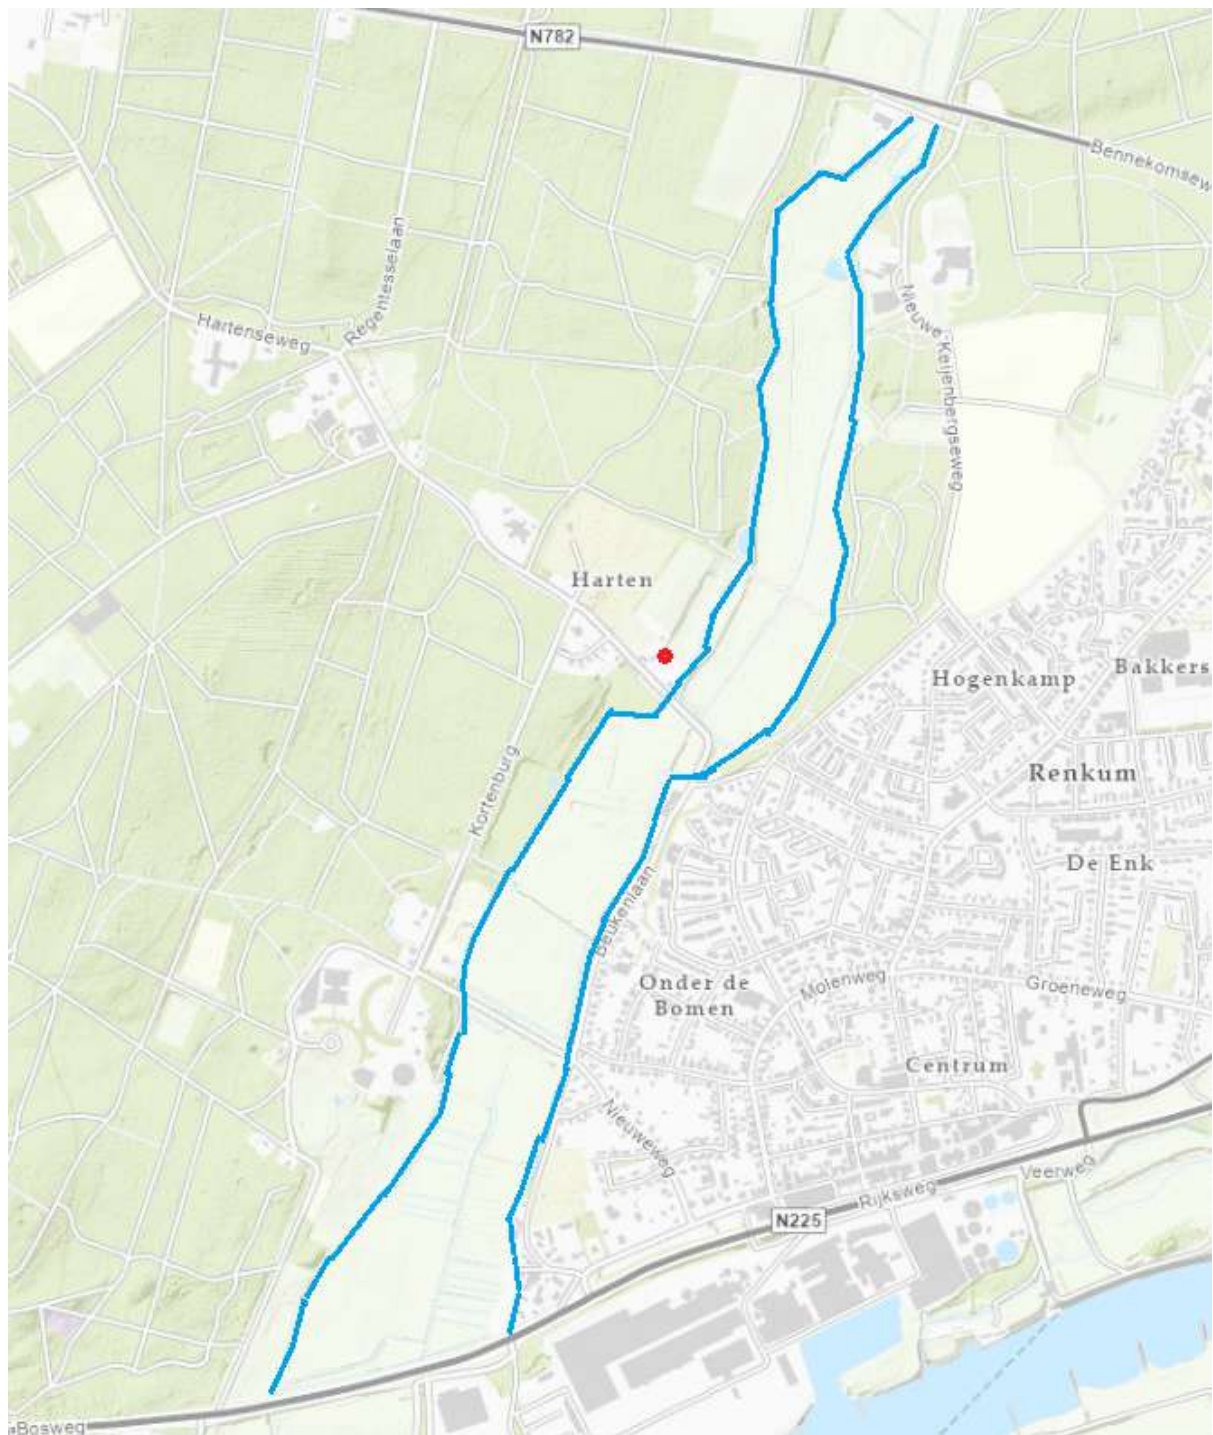 N782
Bennekomsew
Regentesselaan
Hartenseweg
Nieuwe Keijenbergseweg
Harten
Hogenkamp
Bakkers
Kortenburg
Renkum
De Enk
Beukenlaan
Onder de
Bomen
Molenweg
Groeneweg
Centrum
Nieuweweg
Veerweg
Rijksweg
N225
Bosweg